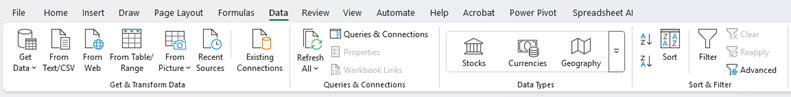 File Home Insert Draw Page Layout Formulas Data Review View Automate Help Acrobat Power Pivot Spreadsheet AI
Get Data
From Text/CSV
From Web
From Table/ Range
From Picture
Recent Sources
Existing Connections
Get & Transform Data
Refresh All
Queries & Connections
Properties
Workbook Links
Queries & Connections
Stocks
Currencies
Geography
Data Types
Sort
Filter
Clear
Reapply
Advanced
Sort & Filter